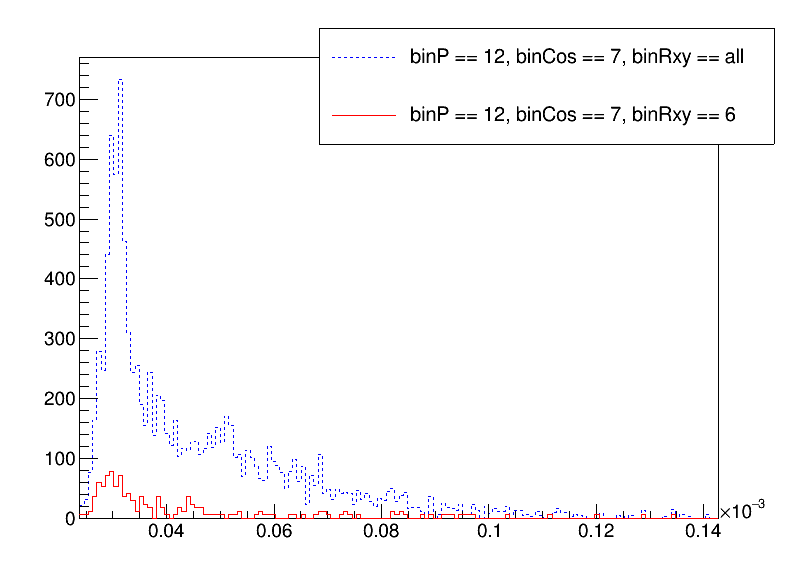 binP == 12, binCos == 7, binRxy == all
binP == 12, binCos == 7, binRxy == 6
700
600
500
400
300
200
100
0
0.04 0.06 0.08 0.1 0.12 0.14 ×10⁻³